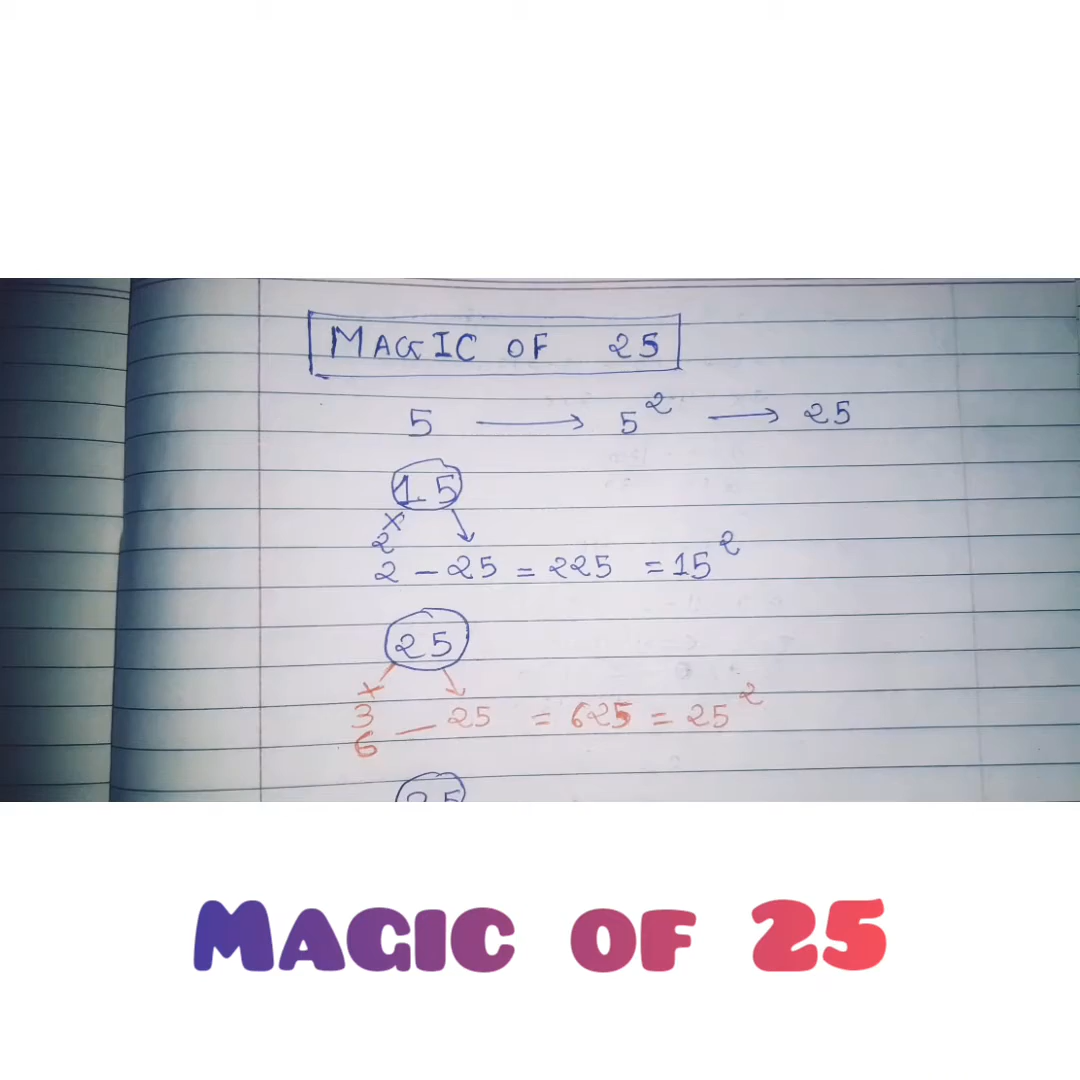 MAGIC OF 25
5 → 5² → 25
15
×
2
2 – 25 = 225 = 15²
25
×
3 25 = 625 = 25²
6 –
MAGIC OF 25